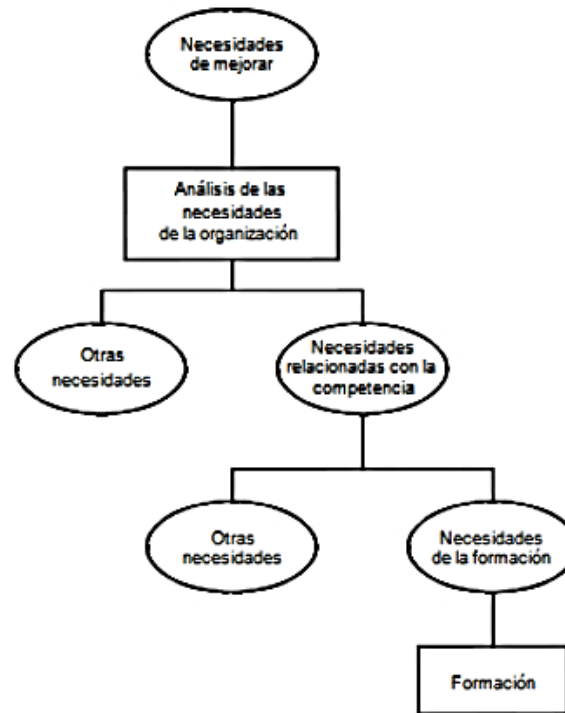 Necesidades
de mejorar
Análisis de las
necesidades
de la organización
Otras
necesidades
Necesidades
relacionadas con la
competencia
Otras
necesidades
Necesidades
de la formación
Formación